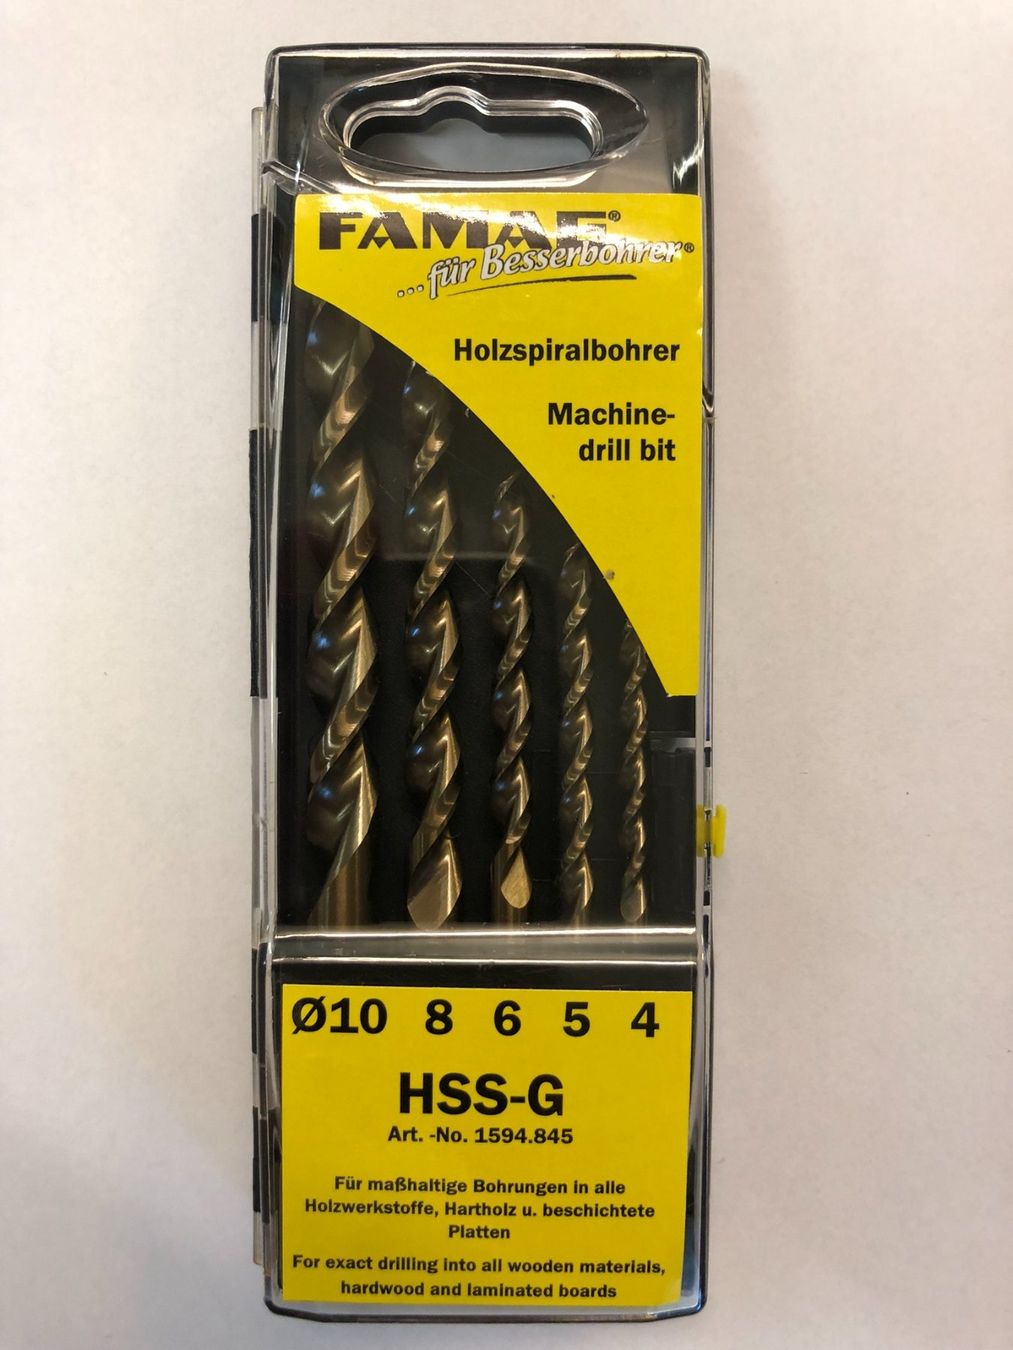 FAMAG®
...für Besserbohrer®
Holzspiralbohrer
Machine-
drill bit
Ø10 8 6 5 4
HSS-G
Art. -No. 1594.845
Für maßhaltige Bohrungen in alle
Holzwerkstoffe, Hartholz u. beschichtete
Platten
For exact drilling into all wooden materials,
hardwood and laminated boards